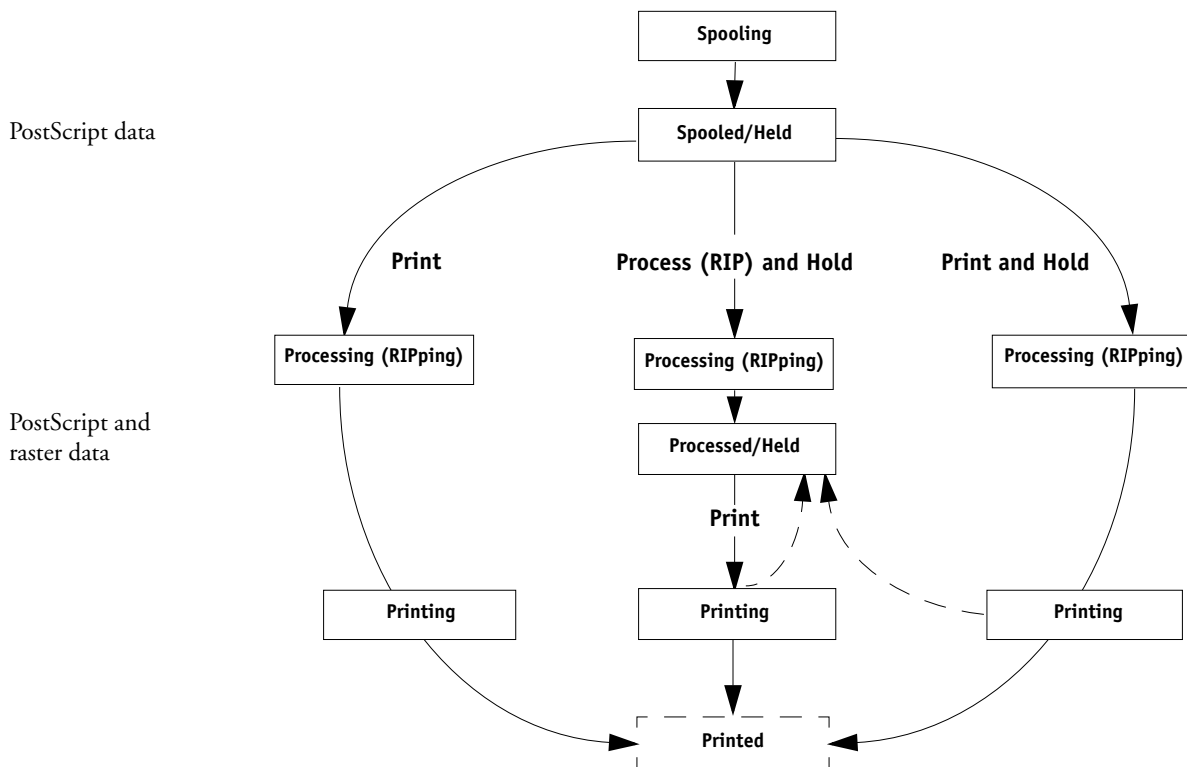 Spooling
PostScript data
Spooled/Held
Print
Process (RIP) and Hold
Print and Hold
Processing (RIPping)
Processing (RIPping)
Processing (RIPping)
PostScript and
raster data
Processed/Held
Print
Printing
Printing
Printing
Printed